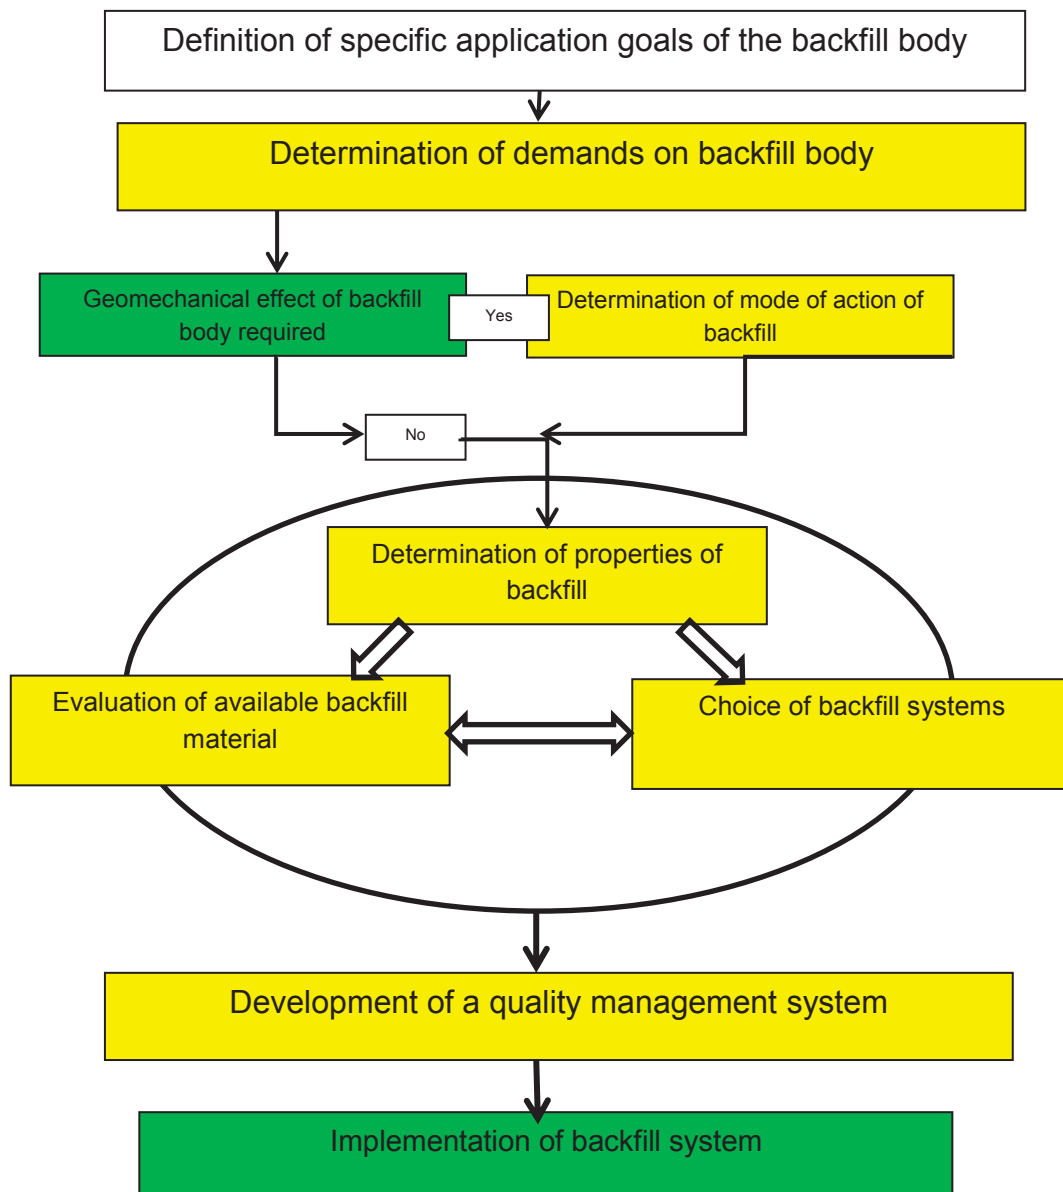 Definition of specific application goals of the backfill body
Determination of demands on backfill body
Geomechanical effect of backfill
body required
Yes
Determination of mode of action of
backfill
No
Determination of properties of
backfill
Evaluation of available backfill
material
Choice of backfill systems
Development of a quality management system
Implementation of backfill system